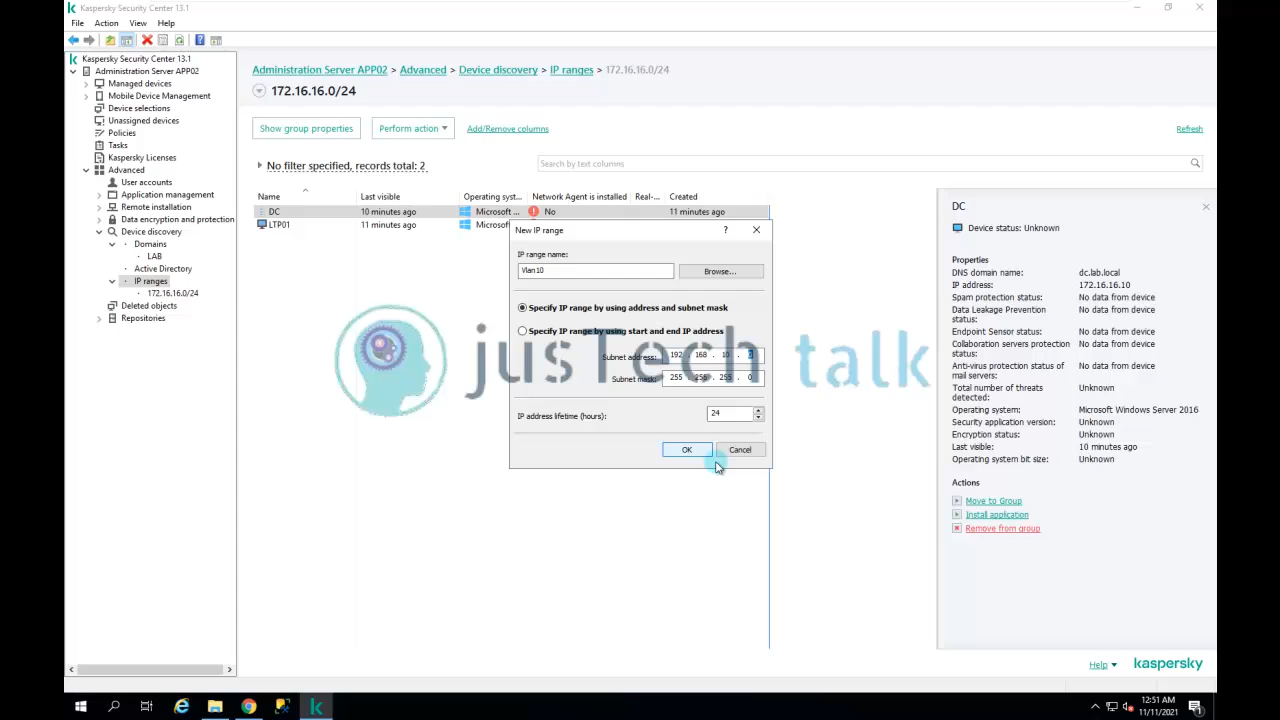 Kaspersky Security Center 13.1
File Action View Help
Kaspersky Security Center 13.1
Administration Server APP02
Managed devices
Mobile Device Management
Device selections
Unassigned devices
Policies
Tasks
Kaspersky Licenses
Advanced
User accounts
Application management
Remote installation
Data encryption and protection
Device discovery
Domains
LAB
Active Directory
IP ranges
172.16.16.0/24
Deleted objects
Repositories
Administration Server APP02 > Advanced > Device discovery > IP ranges > 172.16.16.0/24
172.16.16.0/24
Show group properties Perform action Add/Remove columns Refresh
No filter specified, records total: 2 Search by text columns
Name Last visible Operating syst... Network Agent is installed Real-... Created
DC 10 minutes ago Microsoft ... No 11 minutes ago
LTP01 11 minutes ago Microsoft
New IP range ?
IP range name:
Vlan10 Browse...
Specify IP range by using address and subnet mask
Specify IP range by using start and end IP address
Subnet address: 192 . 168 . 10 .
Subnet mask: 255 . 255 . 255 . 0
IP address lifetime (hours): 24
OK Cancel
jusTech talk
DC
Device status: Unknown
Properties
DNS domain name: dc.lab.local
IP address: 172.16.16.10
Spam protection status: No data from device
Data Leakage Prevention status: No data from device
Endpoint Sensor status: No data from device
Collaboration servers protection status: No data from device
Anti-virus protection status of mail servers: No data from device
Total number of threats detected: Unknown
Operating system: Microsoft Windows Server 2016
Security application version: Unknown
Encryption status: Unknown
Last visible: 10 minutes ago
Operating system bit size: Unknown
Actions
Move to Group
Install application
Remove from group
Help kaspersky
12:51 AM
11/11/2021
1